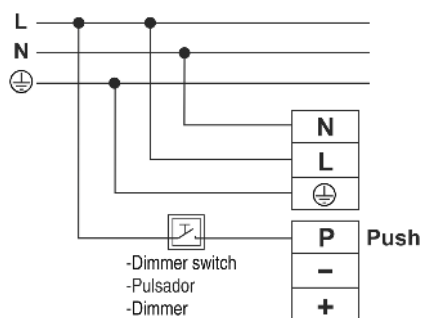 L
N
N
L
P Push
-
+
-Dimmer switch
-Pulsador
-Dimmer